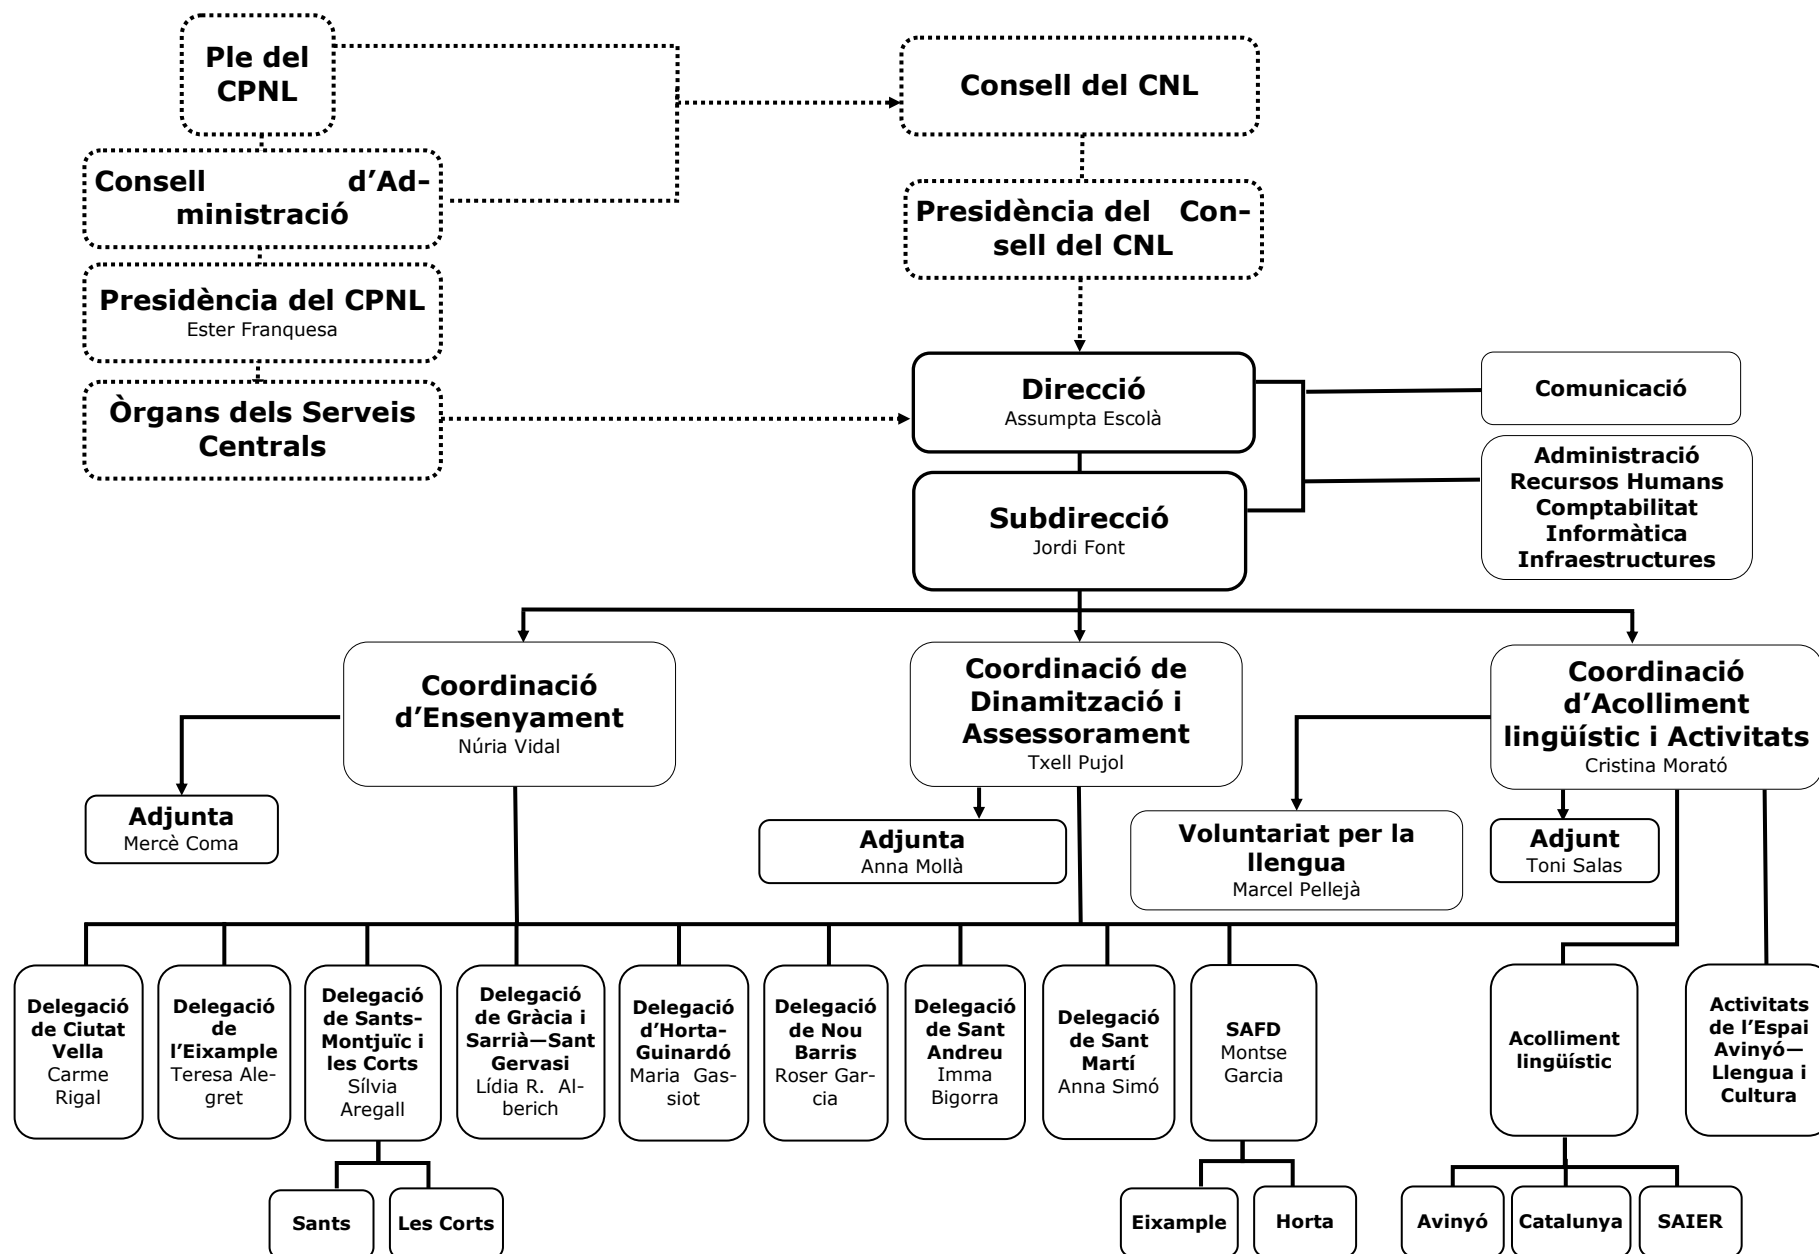 Ple del
CPNL
Consell d'Ad-
ministració
Presidència del CPNL
Ester Franquesa
Òrgans dels Serveis
Centrals
Consell del CNL
Presidència del Con-
sell del CNL
Direcció
Assumpta Escolà
Subdirecció
Jordi Font
Comunicació
Administració
Recursos Humans
Comptabilitat
Informàtica
Infraestructures
Coordinació
d'Ensenyament
Núria Vidal
Adjunta
Mercè Coma
Coordinació de
Dinamització i
Assessorament
Txell Pujol
Adjunta
Anna Mollà
Coordinació
d'Acolliment
lingüístic i Activitats
Cristina Morató
Voluntariat per la
llengua
Marcel Pellejà
Adjunt
Toni Salas
Delegació
de Ciutat
Vella
Carme
Rigal
Delegació
de
l'Eixample
Teresa Ale-
gret
Delegació
de Sants-
Montjuïc i
les Corts
Sílvia
Aregall
Delegació
de Gràcia i
Sarrià—Sant
Gervasi
Lídia R. Al-
berich
Delegació
d'Horta-
Guinardó
Maria Gas-
siot
Delegació
de Nou
Barris
Roser Gar-
cia
Delegació
de Sant
Andreu
Imma
Bigorra
Delegació
de Sant
Martí
Anna Simó
SAFD
Montse
Garcia
Acolliment
lingüístic
Activitats
de l'Espai
Avinyó—
Llengua i
Cultura
Sants
Les Corts
Eixample
Horta
Avinyó
Catalunya
SAIER